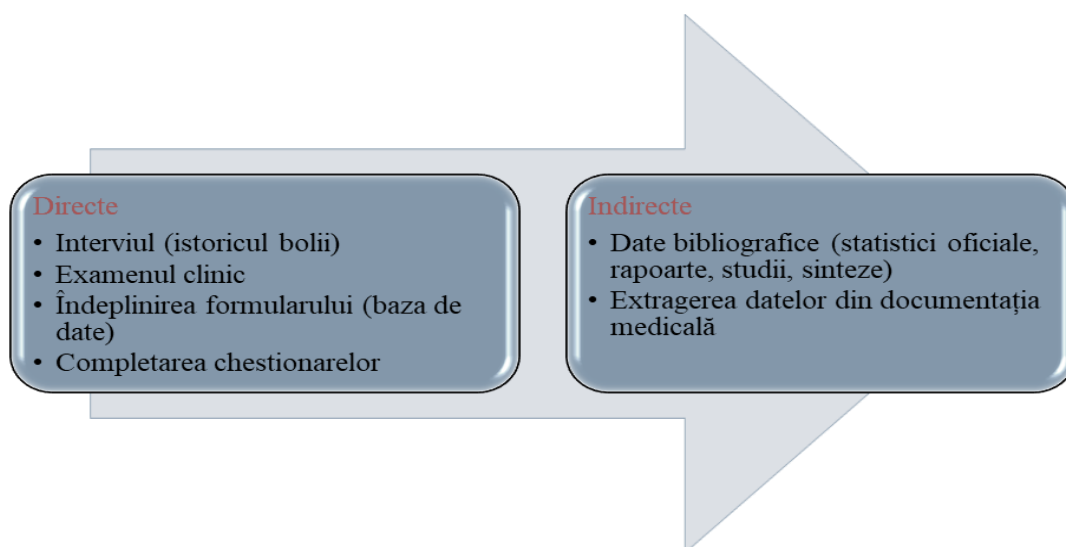 Directe
• Interviul (istoricul bolii)
• Examenul clinic
• Îndeplinirea formularului (baza de
date)
• Completarea chestionarelor
Indirecte
• Date bibliografice (statistici oficiale,
rapoarte, studii, sinteze)
• Extragerea datelor din documentația
medicală